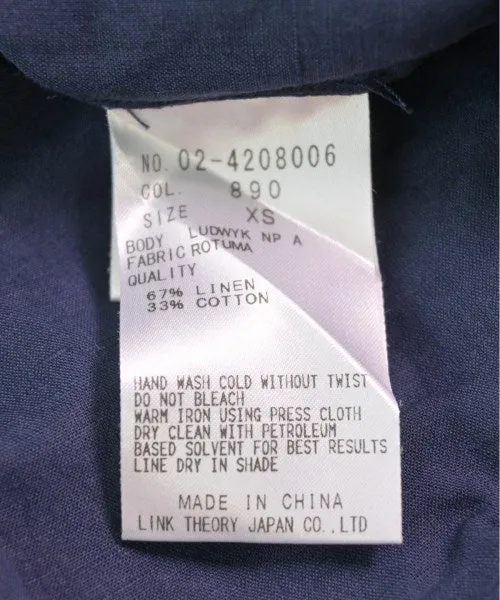 NO. 02-4208006
COL. 890
SIZE XS
BODY LUDWYK NP A
FABRIC ROTUMA
QUALITY
67% LINEN
33% COTTON
HAND WASH COLD WITHOUT TWIST
DO NOT BLEACH
WARM IRON USING PRESS CLOTH
DRY CLEAN WITH PETROLEUM
BASED SOLVENT FOR BEST RESULTS
LINE DRY IN SHADE
MADE IN CHINA
LINK THEORY JAPAN CO.,LTD